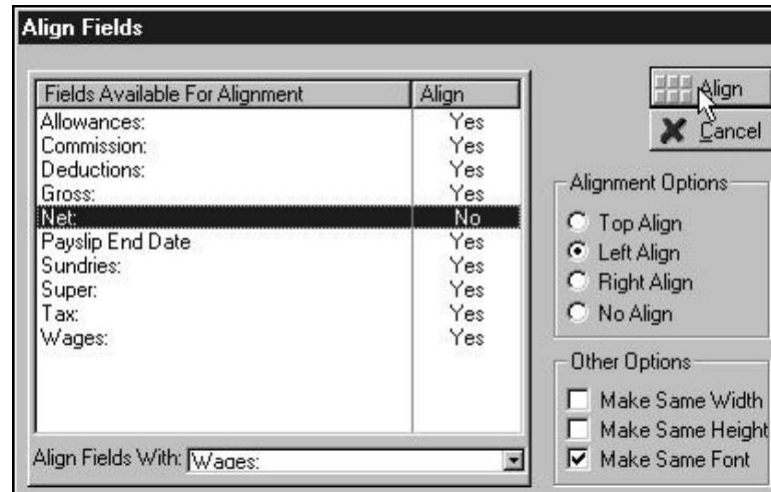 Align Fields
Fields Available For Alignment Align
Allowances: Yes
Commission: Yes
Deductions: Yes
Gross: Yes
Net: No
Payslip End Date Yes
Sundries: Yes
Super: Yes
Tax: Yes
Wages: Yes
Align Fields With: Wages:
Align
Cancel
Alignment Options
Top Align
Left Align
Right Align
No Align
Other Options
Make Same Width
Make Same Height
Make Same Font